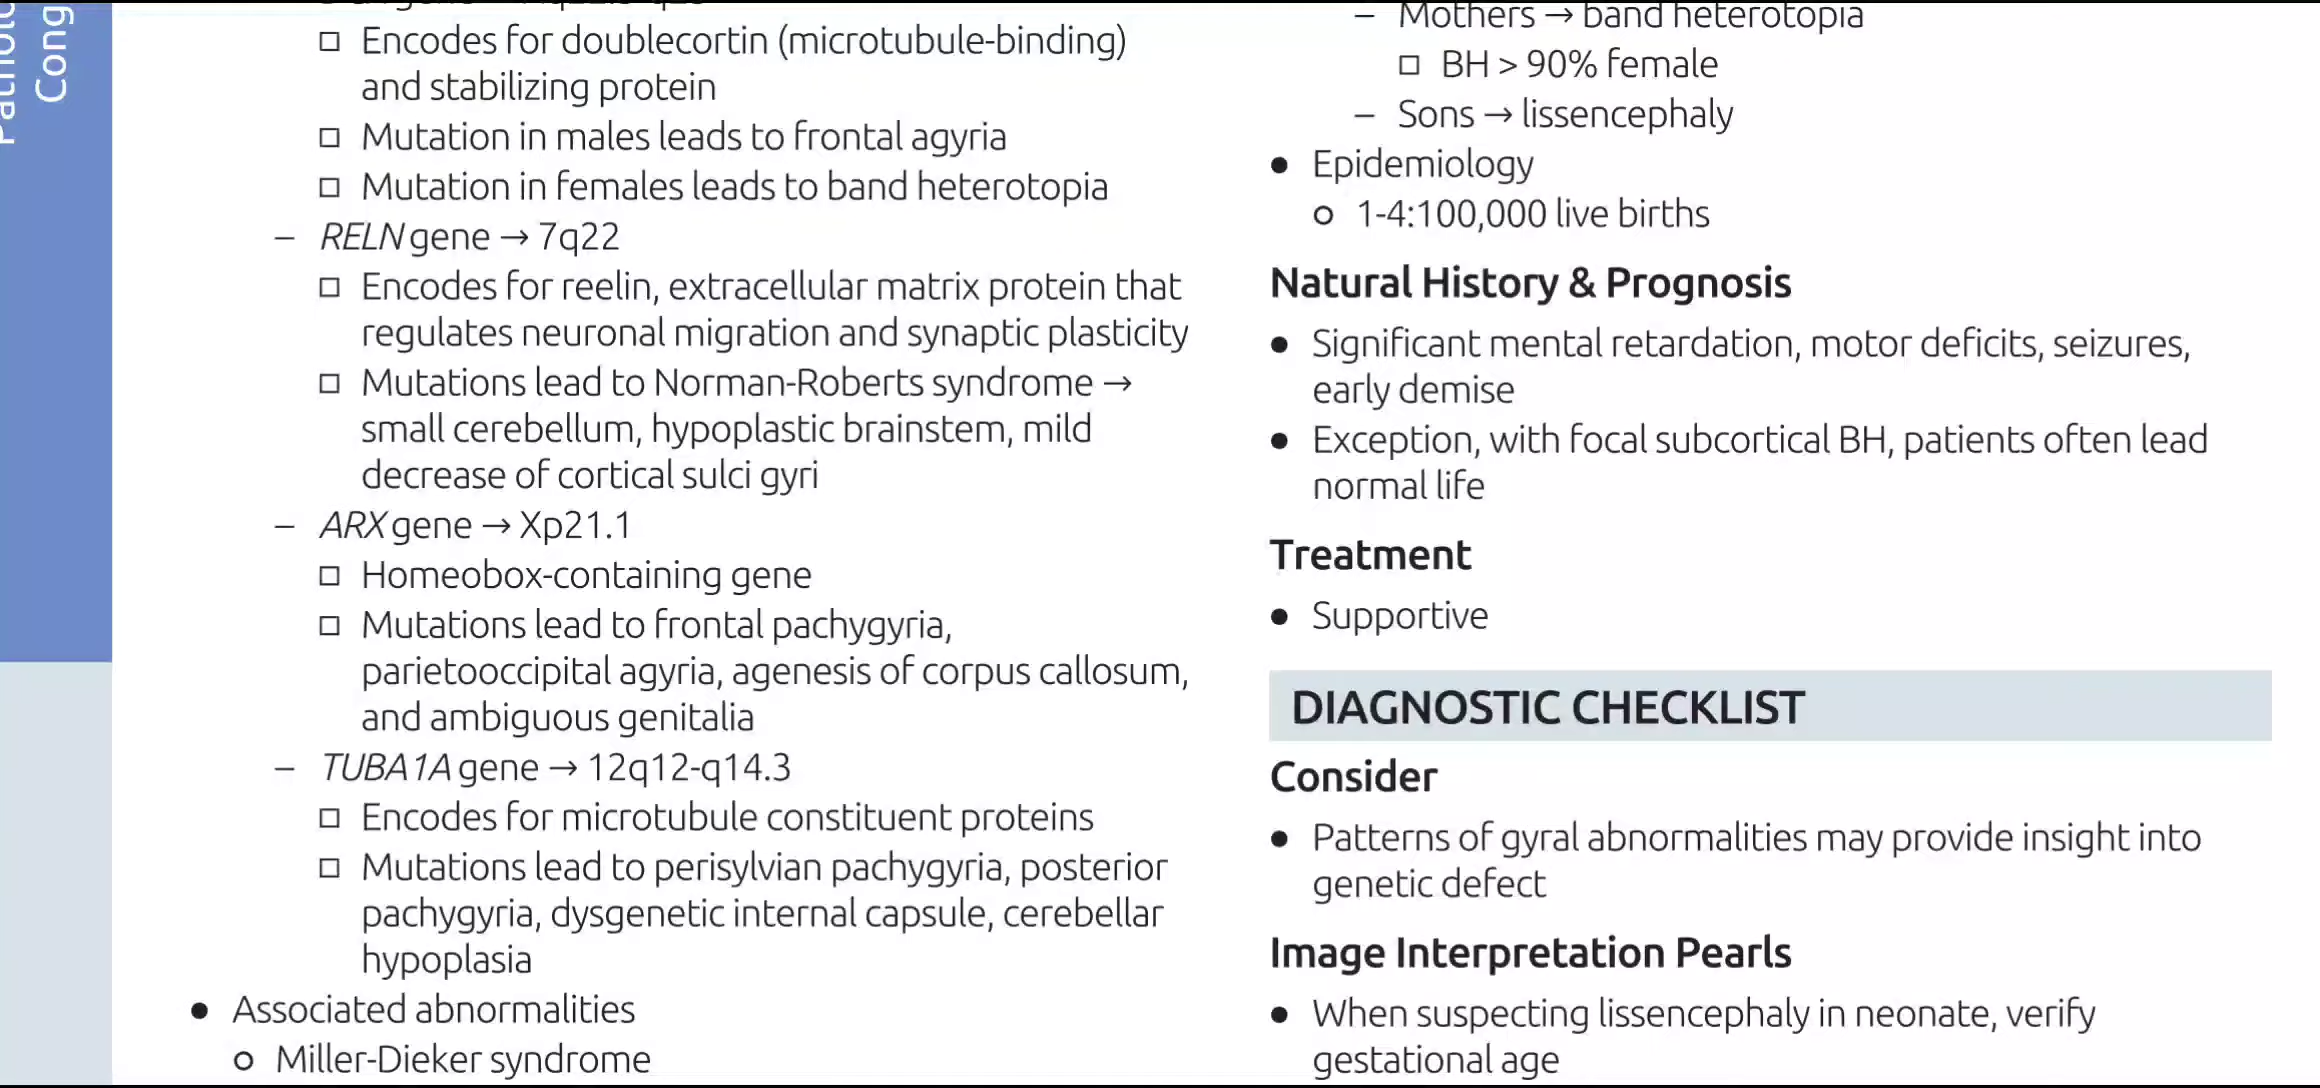 Cong
□ Encodes for doublecortin (microtubule-binding)
and stabilizing protein
□ Mutation in males leads to frontal agyria
□ Mutation in females leads to band heterotopia
– RELN gene → 7q22
□ Encodes for reelin, extracellular matrix protein that
regulates neuronal migration and synaptic plasticity
□ Mutations lead to Norman-Roberts syndrome →
small cerebellum, hypoplastic brainstem, mild
decrease of cortical sulci gyri
– ARX gene → Xp21.1
□ Homeobox-containing gene
□ Mutations lead to frontal pachygyria,
parietooccipital agyria, agenesis of corpus callosum,
and ambiguous genitalia
– TUBA1A gene → 12q12-q14.3
□ Encodes for microtubule constituent proteins
□ Mutations lead to perisylvian pachygyria, posterior
pachygyria, dysgenetic internal capsule, cerebellar
hypoplasia
● Associated abnormalities
○ Miller-Dieker syndrome
– Mothers → band heterotopia
□ BH > 90% female
– Sons → lissencephaly
● Epidemiology
○ 1-4:100,000 live births
Natural History & Prognosis
● Significant mental retardation, motor deficits, seizures,
early demise
● Exception, with focal subcortical BH, patients often lead
normal life
Treatment
● Supportive
DIAGNOSTIC CHECKLIST
Consider
● Patterns of gyral abnormalities may provide insight into
genetic defect
Image Interpretation Pearls
● When suspecting lissencephaly in neonate, verify
gestational age